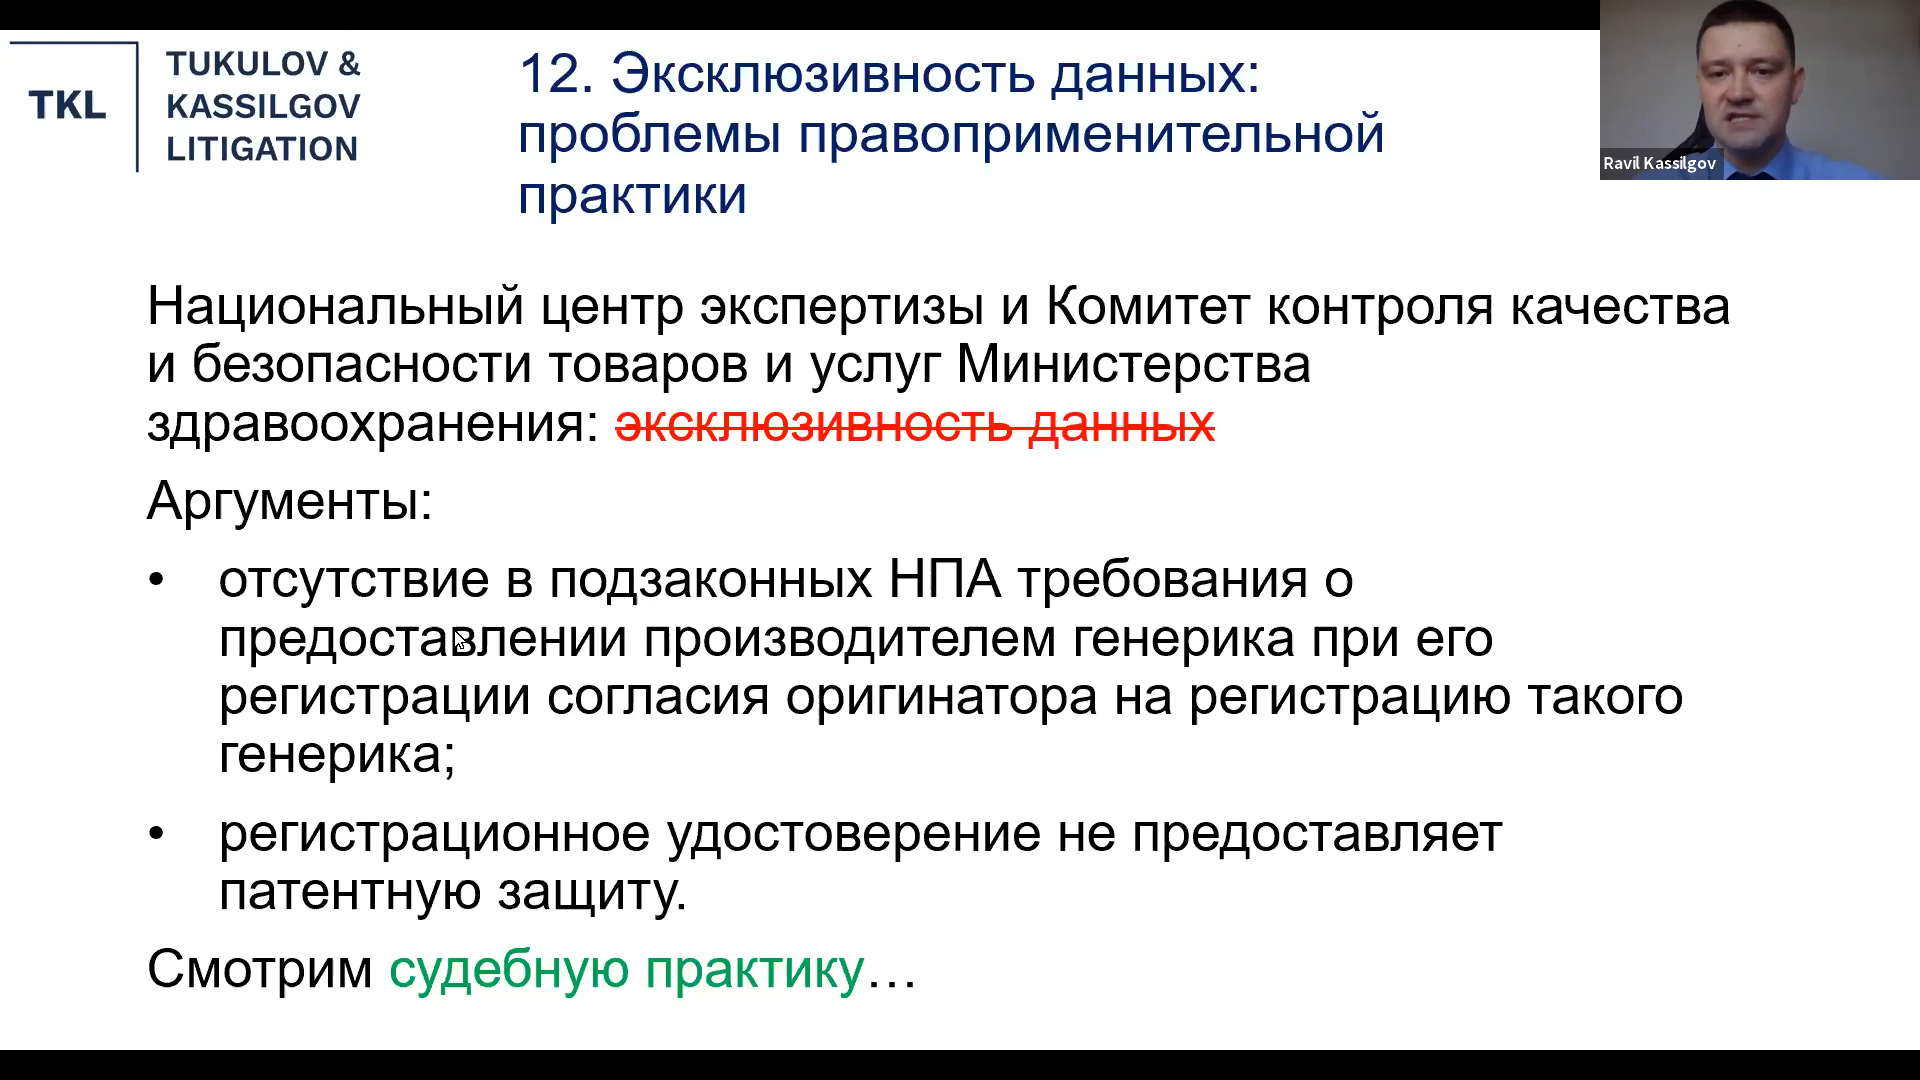 TKL
TUKULOV &
KASSILGOV
LITIGATION
12. Эксклюзивность данных:
проблемы правоприменительной
практики
Ravil Kassilgov
Национальный центр экспертизы и Комитет контроля качества
и безопасности товаров и услуг Министерства
здравоохранения: эксклюзивность данных
Аргументы:
• отсутствие в подзаконных НПА требования о
предоставлении производителем генерика при его
регистрации согласия оригинатора на регистрацию такого
генерика;
• регистрационное удостоверение не предоставляет
патентную защиту.
Смотрим судебную практику…